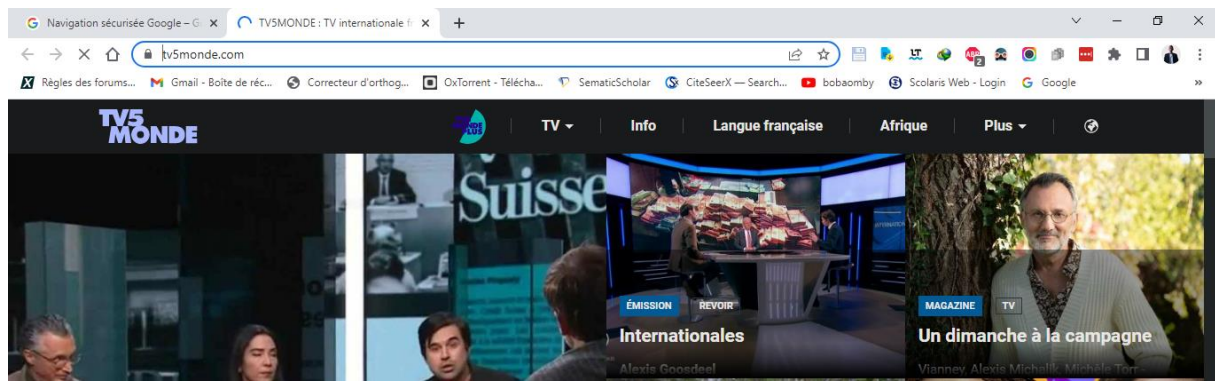 Navigation sécurisée Google – G
TV5MONDE : TV internationale f
tv5monde.com
Règles des forums...
Gmail - Boîte de réc...
Correcteur d'orthog...
OxTorrent - Télécha...
SematicScholar
CiteSeerX — Search...
bobaomby
Scolaris Web - Login
Google
»
TV5
MONDE
TV
Info
Langue française
Afrique
Plus
Suisse
ÉMISSION
REVOIR
Internationales
Alexis Goosdeel
MAGAZINE
TV
Un dimanche à la campagne
Vianney, Alexis Michalik, Michèle Torr -